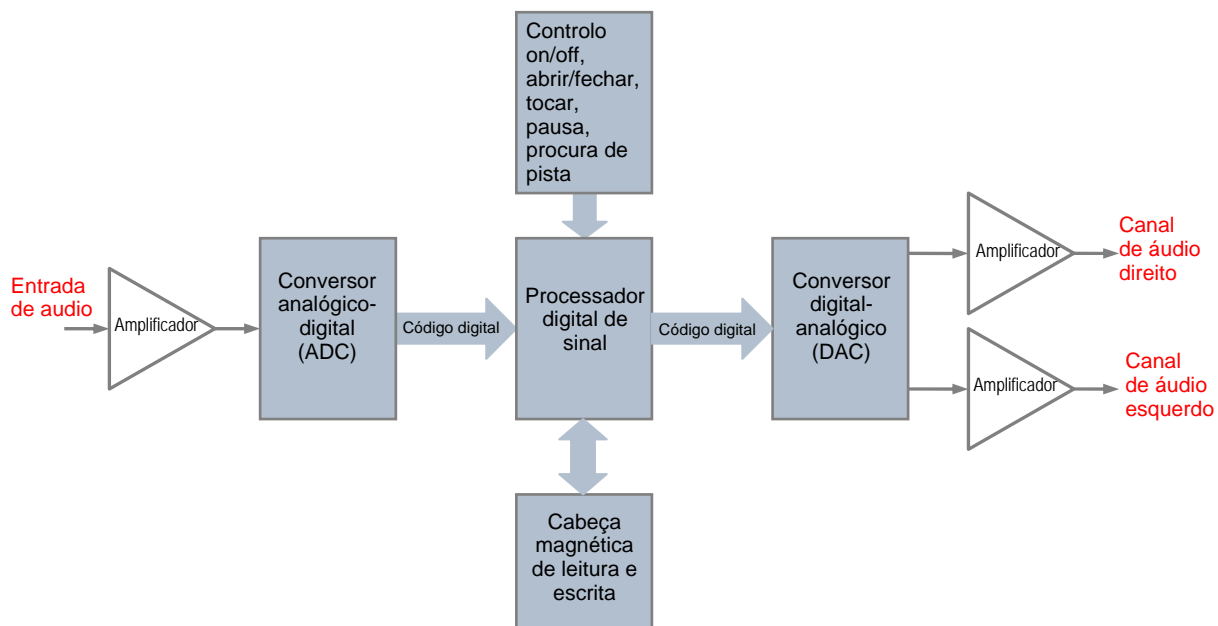 Controlo
on/off,
abrir/fechar,
tocar,
pausa,
procura de
pista
Entrada
de audio
Amplificador
Conversor
analógico-
digital
(ADC)
Código digital
Processador
digital de
sinal
Código digital
Conversor
digital-
analógico
(DAC)
Amplificador
Canal
de áudio
direito
Amplificador
Canal
de áudio
esquerdo
Cabeça
magnética
de leitura e
escrita